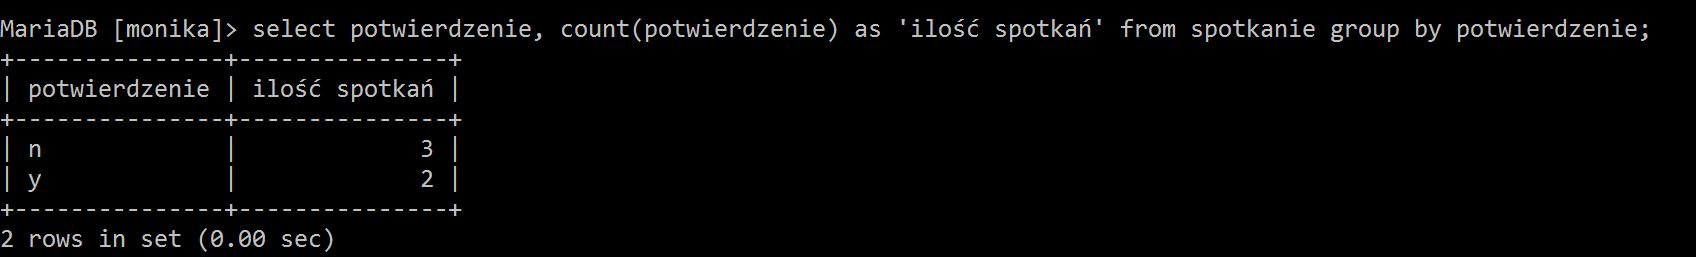 MariaDB [monika]> select potwierdzenie, count(potwierdzenie) as 'ilość spotkań' from spotkanie group by potwierdzenie;
+---------------+---------------+
| potwierdzenie | ilość spotkań |
+---------------+---------------+
| n             |             3 |
| y             |             2 |
+---------------+---------------+
2 rows in set (0.00 sec)